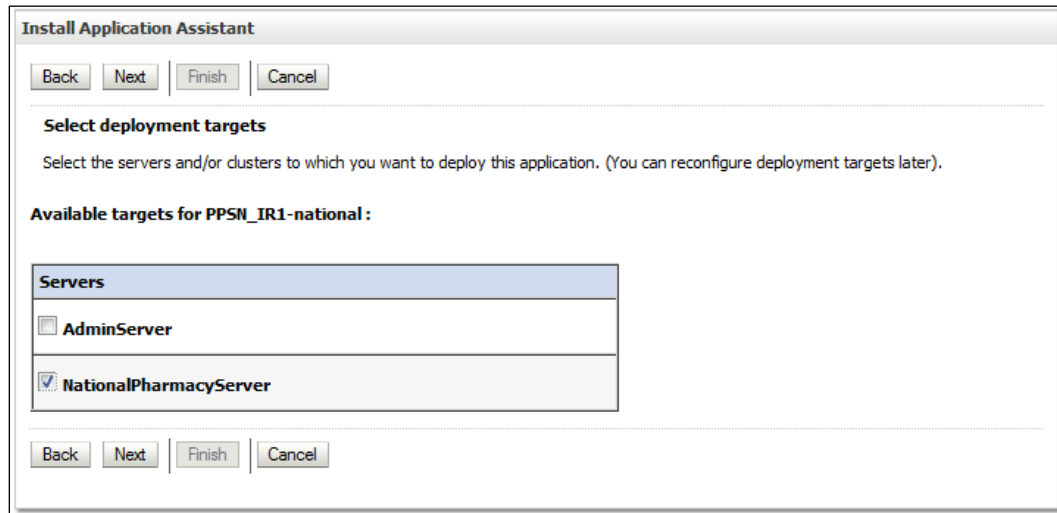 Install Application Assistant
Back Next Finish Cancel
Select deployment targets
Select the servers and/or clusters to which you want to deploy this application. (You can reconfigure deployment targets later).
Available targets for PPSN_IR1-national :
Servers
AdminServer
NationalPharmacyServer
Back Next Finish Cancel